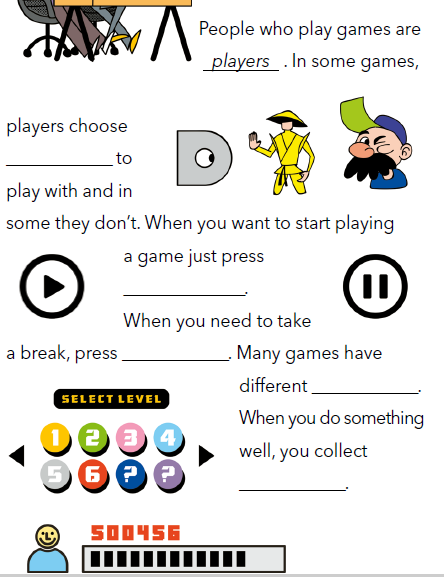 People who play games are
players . In some games,
players choose
____________ to
play with and in
some they don't. When you want to start playing
a game just press
____________.
When you need to take
a break, press ___________. Many games have
different ___________.
When you do something
well, you collect
___________.
SELECT LEVEL
1 2 3 4
5 6 ? ?
500456